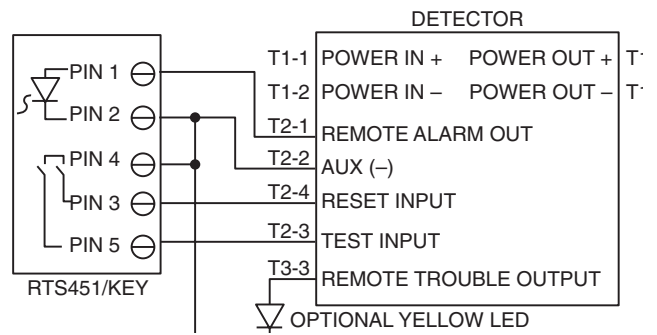 DETECTOR
T1-1 POWER IN + POWER OUT +
T1-2 POWER IN – POWER OUT –
PIN 1
PIN 2
PIN 4
PIN 3
PIN 5
RTS451/KEY
T2-1 REMOTE ALARM OUT
T2-2 AUX (–)
T2-4 RESET INPUT
T2-3 TEST INPUT
T3-3 REMOTE TROUBLE OUTPUT
OPTIONAL YELLOW LED